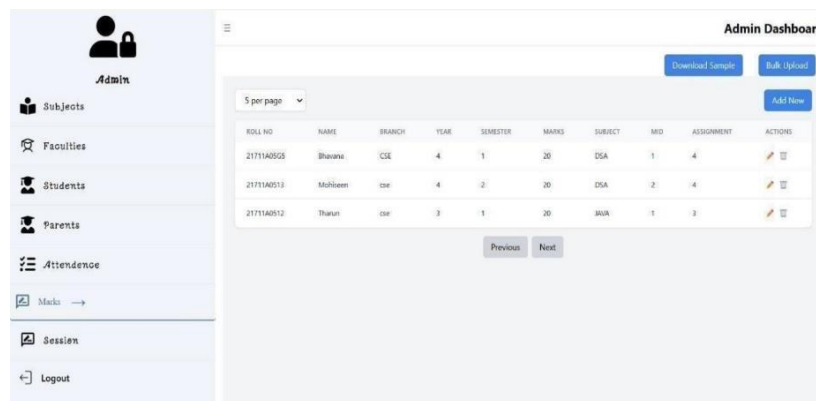 Admin Dashboar
Download Sample Bulk Upload
Admin
Subjects
Faculties
Students
Parents
Attendence
Marks →
Session
Logout
5 per page Add New
ROLL NO NAME BRANCH YEAR SEMESTER MARKS SUBJECT MID ASSIGNMENT ACTIONS
21711A05G5 Bhavana CSE 4 1 20 DSA 1 4
21711A0513 Mohiseen cse 4 2 20 DSA 2 4
21711A0512 Tharun cse 3 1 20 JAVA 1 3
Previous Next